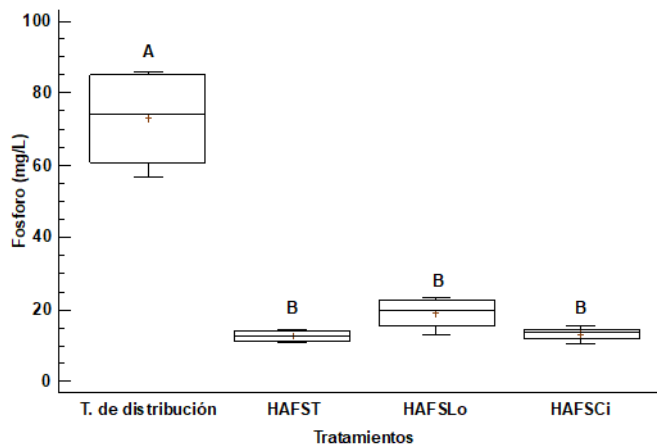 100
80
60
40
20
0
Fosforo (mg/L)
A
B
B
B
T. de distribución HAFST HAFSLo HAFSCi
Tratamientos